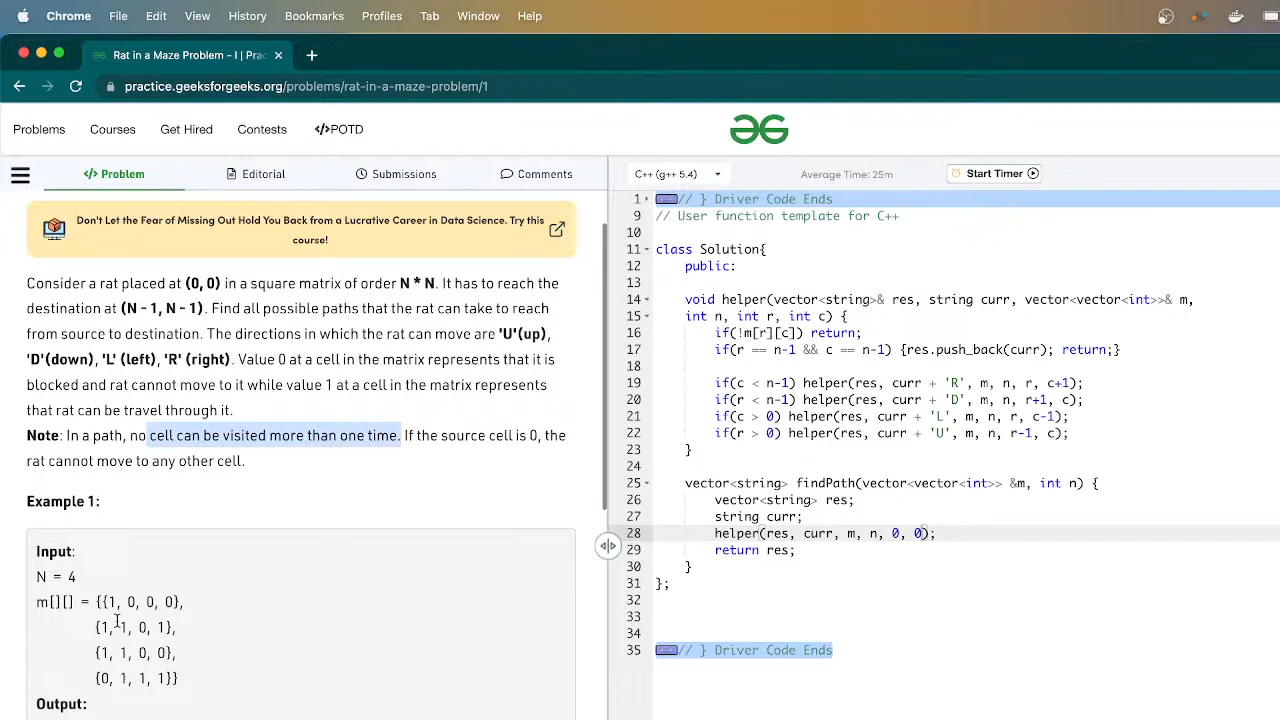 Chrome File Edit View History Bookmarks Profiles Tab Window Help
Rat in a Maze Problem - I | Prac
practice.geeksforgeeks.org/problems/rat-in-a-maze-problem/1
Problems Courses Get Hired Contests </>POTD
</> Problem Editorial Submissions Comments
Don't Let the Fear of Missing Out Hold You Back from a Lucrative Career in Data Science. Try this
course!
Consider a rat placed at (0, 0) in a square matrix of order N * N. It has to reach the
destination at (N - 1, N - 1). Find all possible paths that the rat can take to reach
from source to destination. The directions in which the rat can move are 'U'(up),
'D'(down), 'L' (left), 'R' (right). Value 0 at a cell in the matrix represents that it is
blocked and rat cannot move to it while value 1 at a cell in the matrix represents
that rat can be travel through it.
Note: In a path, no cell can be visited more than one time. If the source cell is 0, the
rat cannot move to any other cell.
Example 1:
Input:
N = 4
m[][] = {{1, 0, 0, 0},
{1, 1, 0, 1},
{1, 1, 0, 0},
{0, 1, 1, 1}}
Output:
C++ (g++ 5.4) Average Time: 25m Start Timer
1 // } Driver Code Ends
9 // User function template for C++
10
11 class Solution{
12 public:
13
14 void helper(vector<string>& res, string curr, vector<vector<int>>& m,
15 int n, int r, int c) {
16 if(!m[r][c]) return;
17 if(r == n-1 && c == n-1) {res.push_back(curr); return;}
18
19 if(c < n-1) helper(res, curr + 'R', m, n, r, c+1);
20 if(r < n-1) helper(res, curr + 'D', m, n, r+1, c);
21 if(c > 0) helper(res, curr + 'L', m, n, r, c-1);
22 if(r > 0) helper(res, curr + 'U', m, n, r-1, c);
23 }
24
25 vector<string> findPath(vector<vector<int>> &m, int n) {
26 vector<string> res;
27 string curr;
28 helper(res, curr, m, n, 0, 0);
29 return res;
30 }
31 };
32
33
34
35 // } Driver Code Ends